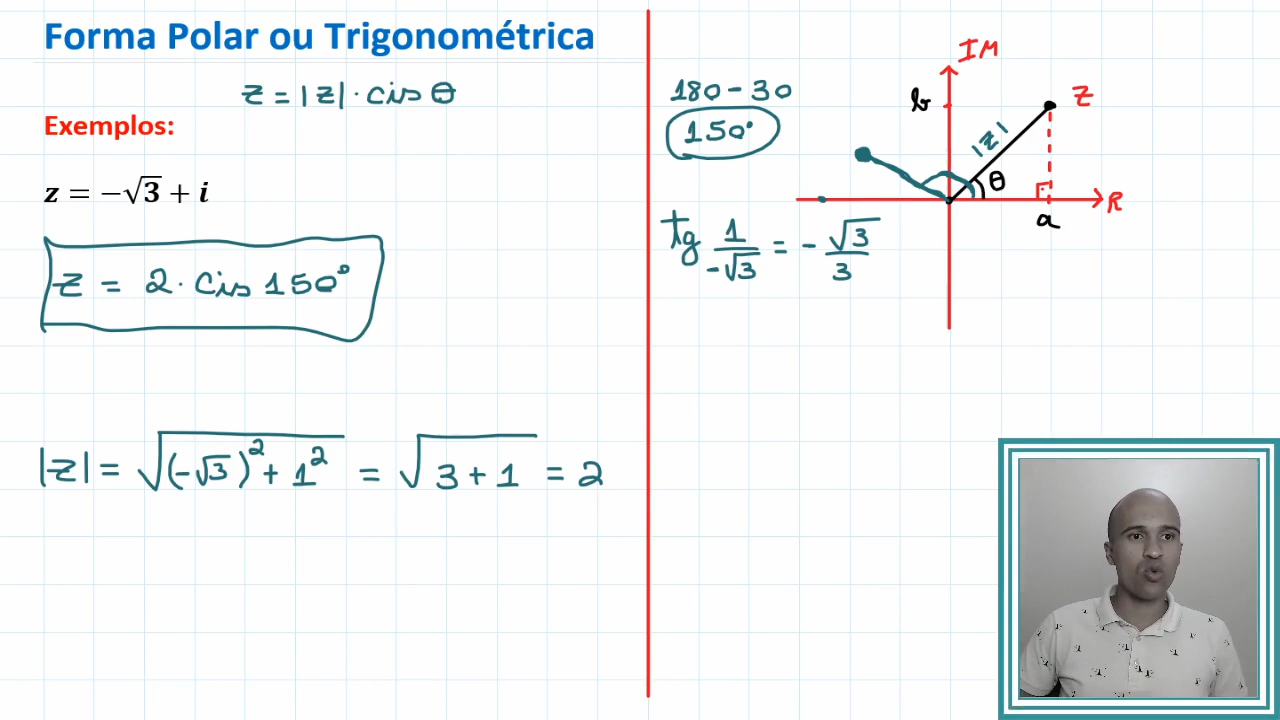 Forma Polar ou Trigonométrica
z = |z| · cis θ
Exemplos:
z = −√3 + i
z = 2 · cis 150°
|z| = √((-√3)² + 1²) = √(3 + 1) = 2
180 - 30
150°
tg 1/-√3 = - √3/3
IM
b
z
|z|
θ
R
a